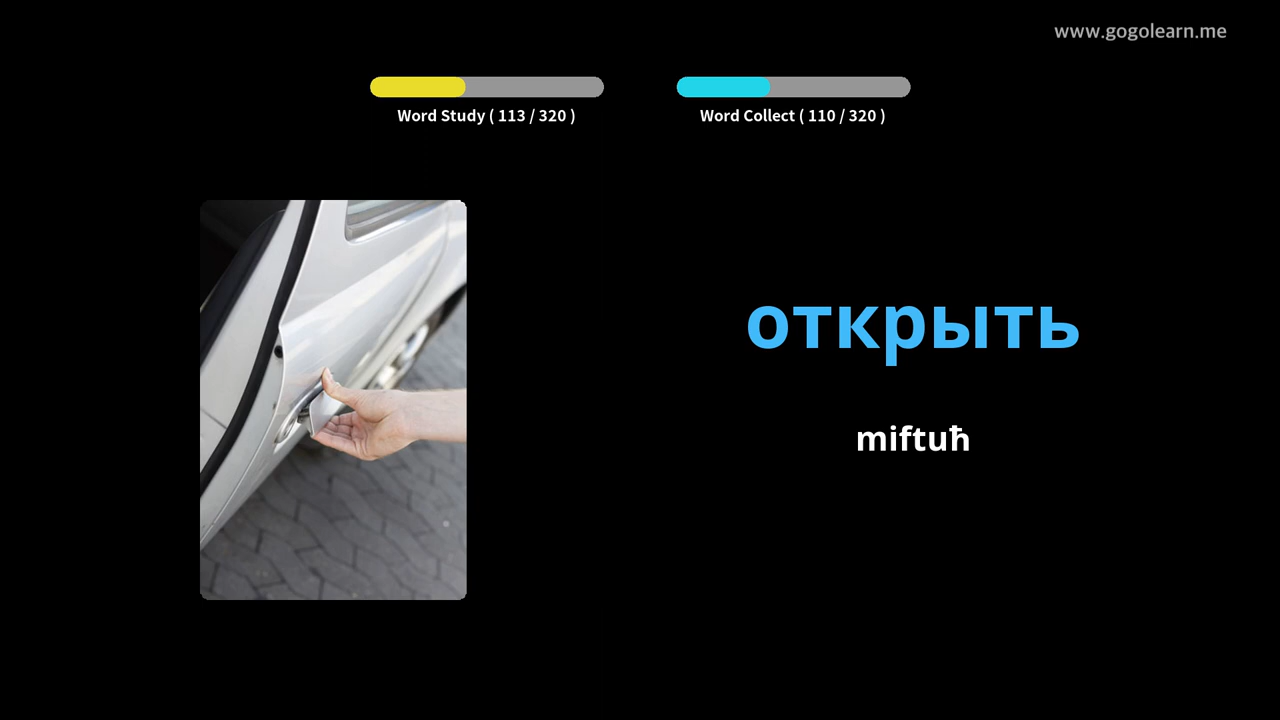 www.gogolearn.me
Word Study ( 113 / 320 )
Word Collect ( 110 / 320 )
открыть
miftuħ